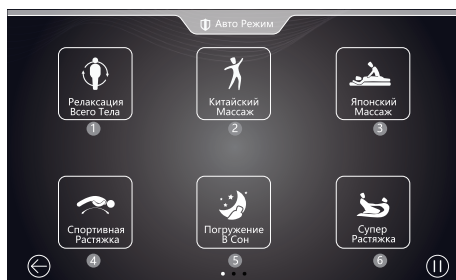 Авто Режим
Релаксация
Всего Тела
1
Китайский
Массаж
2
Японский
Массаж
3
Спортивная
Растяжка
4
Погружение
В Сон
5
Супер
Растяжка
6